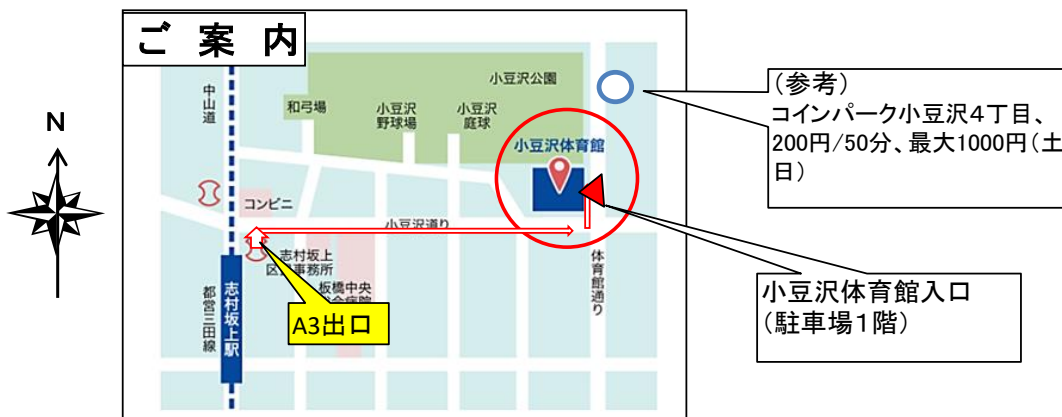 ご 案 内
N
中山道
和弓場
小豆沢
野球場
小豆沢
庭球
小豆沢公園
小豆沢体育館
コンビニ
小豆沢道り
志村坂上
板橋中央
A3出口
志村坂上駅
都営三田線
体育館通り
(参考)
コインパーク小豆沢4丁目、
200円/50分、最大1000円(土
日)
小豆沢体育館入口
(駐車場1階)